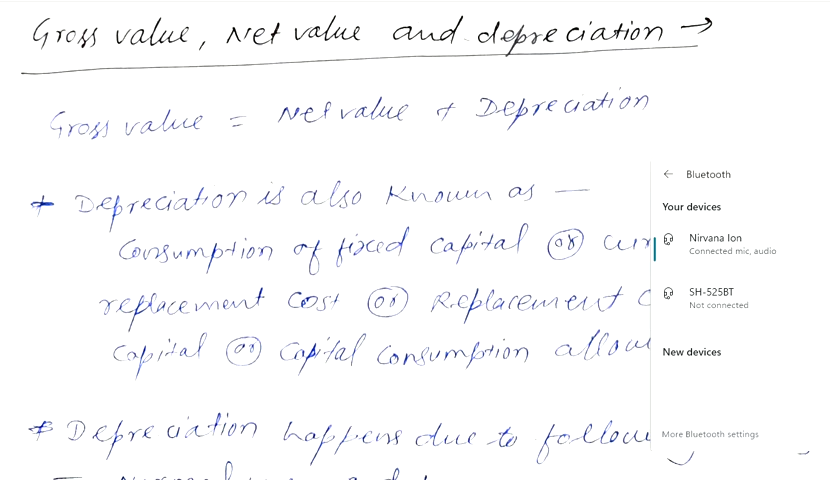 Gross value, Net value and depreciation →
Gross value = Net value + Depreciation
* Depreciation is also known as —
Consumption of fixed capital (or)
replacement cost (or) Replacement
capital (or) capital consumption
* Depreciation happens due to
← Bluetooth
Your devices
Nirvana Ion
Connected mic, audio
SH-525BT
Not connected
New devices
More Bluetooth settings